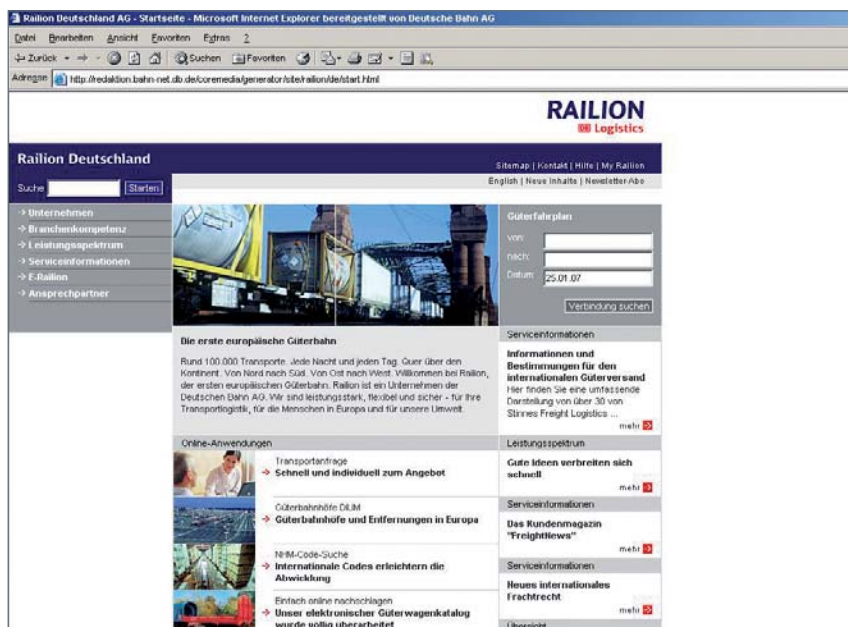 Railion Deutschland AG - Startseite - Microsoft Internet Explorer bereitgestellt von Deutsche Bahn AG
Datei Bearbeiten Ansicht Favoriten Extras ?
Zurück Suchen Favoriten
Adresse http://redaktion.bahn-net.db.de/coremedia/generator/site/railion/de/start.html
RAILION
DB Logistics
Railion Deutschland
Sitemap | Kontakt | Hilfe | My Railion
Suche Starten
English | Neue Inhalte | Newsletter-Abo
Unternehmen
Branchenkompetenz
Leistungsspektrum
Serviceinformationen
E-Railion
Ansprechpartner
Güterfahrplan
von:
nach:
Datum: 25.01.07
Verbindung suchen
Die erste europäische Güterbahn
Rund 100.000 Transporte. Jede Nacht und jeden Tag. Quer über den
Kontinent. Von Nord nach Süd. Von Ost nach West. Willkommen bei Railion,
der ersten europäischen Güterbahn. Railion ist ein Unternehmen der
Deutschen Bahn AG. Wir sind leistungsstark, flexibel und sicher - für Ihre
Transportlogistik, für die Menschen in Europa und für unsere Umwelt.
Serviceinformationen
Informationen und
Bestimmungen für den
internationalen Güterversand
Hier finden Sie eine umfassende
Darstellung von über 30 von
Stinnes Freight Logistics ...
mehr
Online-Anwendungen
Transportanfrage
Schnell und individuell zum Angebot
Güterbahnhöfe DIUM
Güterbahnhöfe und Entfernungen in Europa
NHM-Code-Suche
Internationale Codes erleichtern die
Abwicklung
Einfach online nachschlagen
Unser elektronischer Güterwagenkatalog
wurde völlig überarbeitet
Leistungsspektrum
Gute Ideen verbreiten sich
schnell
mehr
Serviceinformationen
Das Kundenmagazin
"FreightNews"
mehr
Serviceinformationen
Neues internationales
Frachtrecht
mehr
Übersicht